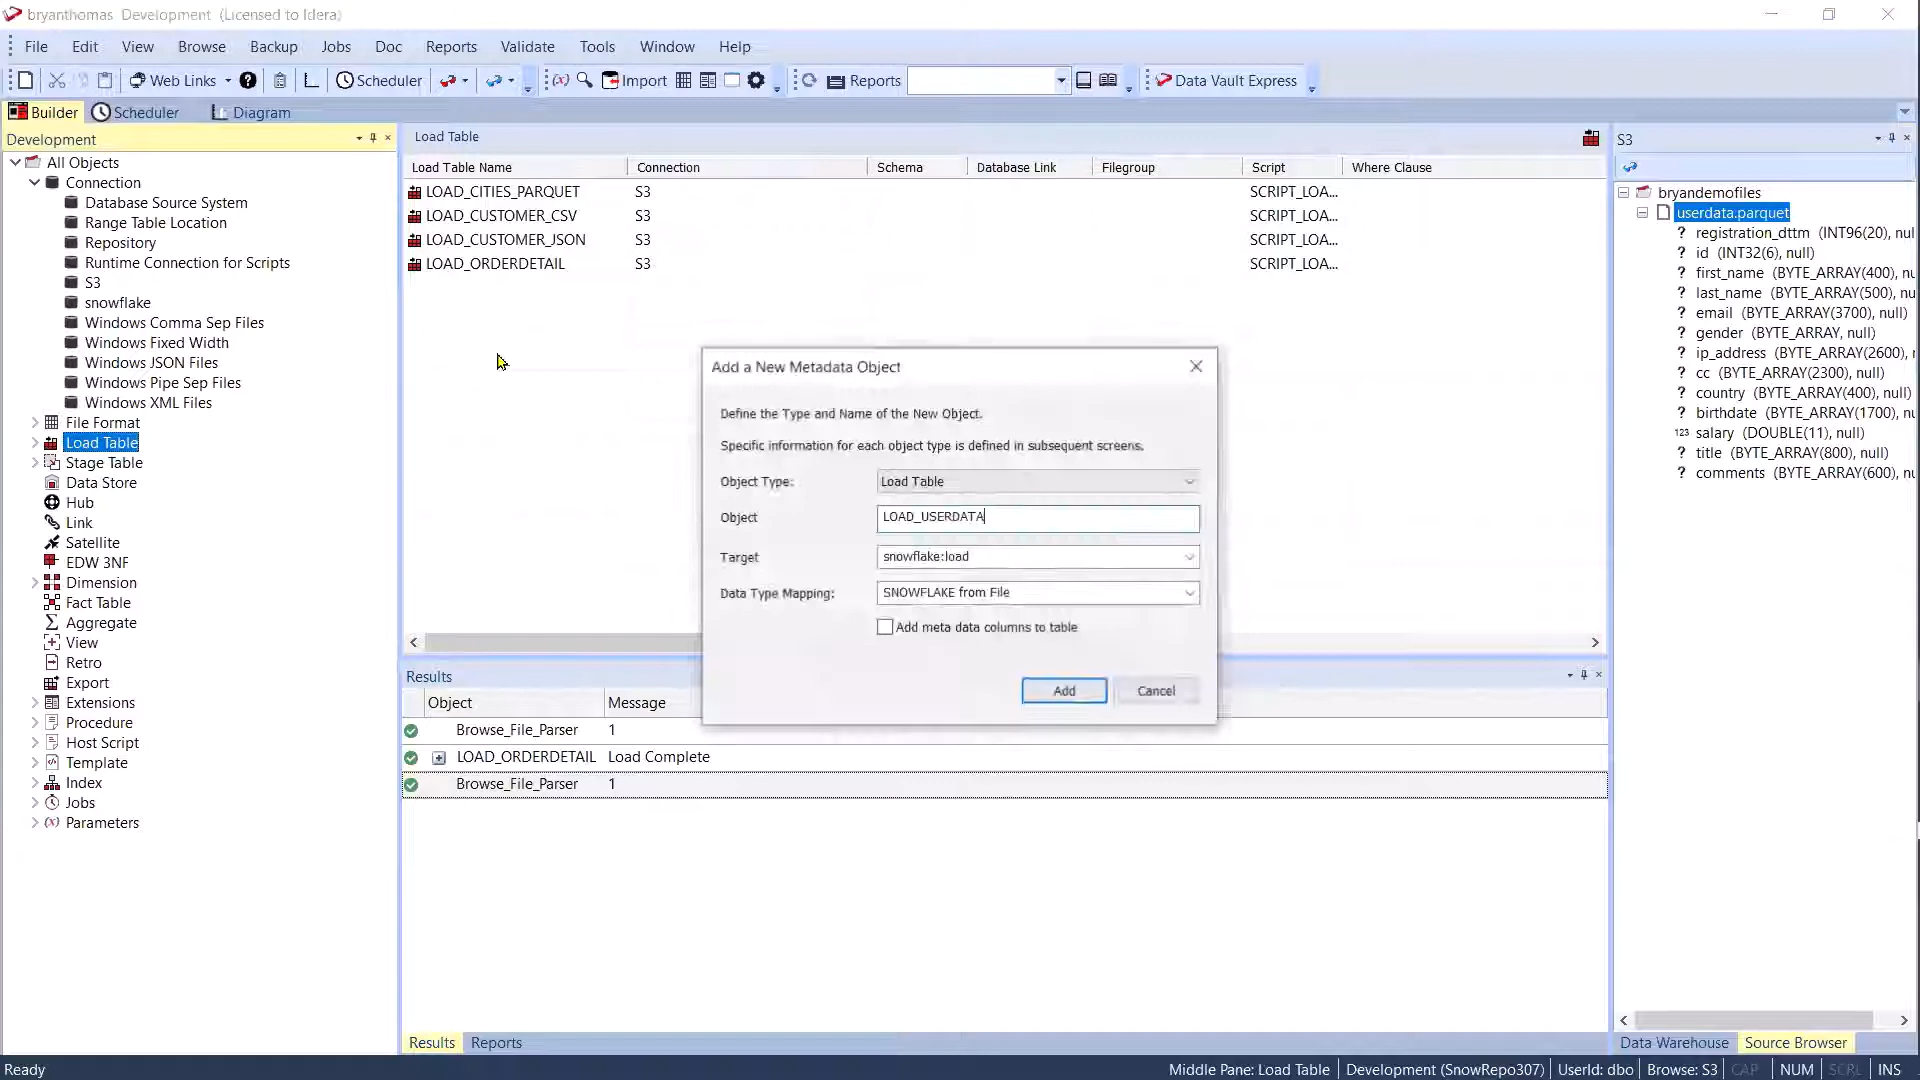 bryanthomas Development (Licensed to Idera)
File Edit View Browse Backup Jobs Doc Reports Validate Tools Window Help
Web Links Scheduler Import Reports Data Vault Express
Builder Scheduler Diagram
Development
All Objects
Connection
Database Source System
Range Table Location
Repository
Runtime Connection for Scripts
S3
snowflake
Windows Comma Sep Files
Windows Fixed Width
Windows JSON Files
Windows Pipe Sep Files
Windows XML Files
File Format
Load Table
Stage Table
Data Store
Hub
Link
Satellite
EDW 3NF
Dimension
Fact Table
Aggregate
View
Retro
Export
Extensions
Procedure
Host Script
Template
Index
Jobs
Parameters
Load Table
Load Table Name Connection Schema Database Link Filegroup Script Where Clause
LOAD_CITIES_PARQUET S3 SCRIPT_LOA...
LOAD_CUSTOMER_CSV S3 SCRIPT_LOA...
LOAD_CUSTOMER_JSON S3 SCRIPT_LOA...
LOAD_ORDERDETAIL S3 SCRIPT_LOA...
Add a New Metadata Object
Define the Type and Name of the New Object.
Specific information for each object type is defined in subsequent screens.
Object Type: Load Table
Object LOAD_USERDATA
Target snowflake:load
Data Type Mapping: SNOWFLAKE from File
Add meta data columns to table
Add Cancel
Results
Object Message
Browse_File_Parser 1
LOAD_ORDERDETAIL Load Complete
Browse_File_Parser 1
Results Reports
S3
bryandemofiles
userdata.parquet
? registration_dttm (INT96(20), nul
? id (INT32(6), null)
? first_name (BYTE_ARRAY(400), nu
? last_name (BYTE_ARRAY(500), nu
? email (BYTE_ARRAY(3700), null)
? gender (BYTE_ARRAY, null)
? ip_address (BYTE_ARRAY(2600), r
? cc (BYTE_ARRAY(2300), null)
? country (BYTE_ARRAY(400), null)
? birthdate (BYTE_ARRAY(1700), nu
123 salary (DOUBLE(11), null)
? title (BYTE_ARRAY(800), null)
? comments (BYTE_ARRAY(600), nu
Data Warehouse Source Browser
Ready Middle Pane: Load Table Development (SnowRepo307) UserId: dbo Browse: S3 CAP NUM SCRL INS